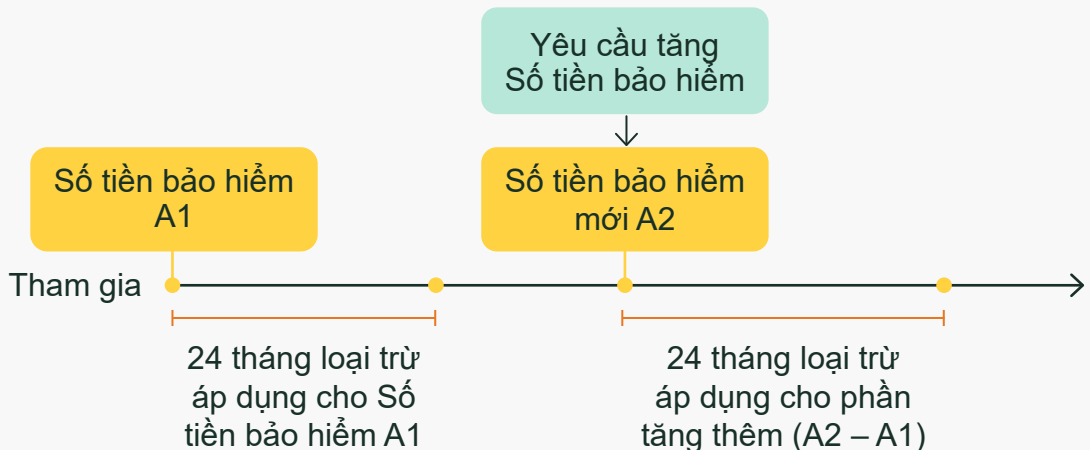 Yêu cầu tăng
Số tiền bảo hiểm
Số tiền bảo hiểm
A1
Số tiền bảo hiểm
mới A2
Tham gia
24 tháng loại trừ
áp dụng cho Số
tiền bảo hiểm A1
24 tháng loại trừ
áp dụng cho phần
tăng thêm (A2 – A1)